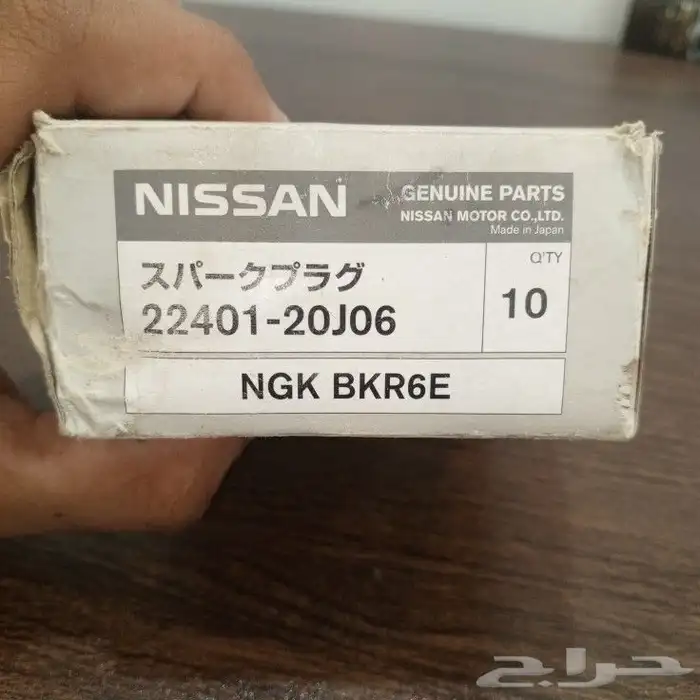 NISSAN
GENUINE PARTS
NISSAN MOTOR CO.,LTD.
Made in Japan
スパークプラグ
22401-20J06
Q'TY
10
NGK BKR6E
حراج